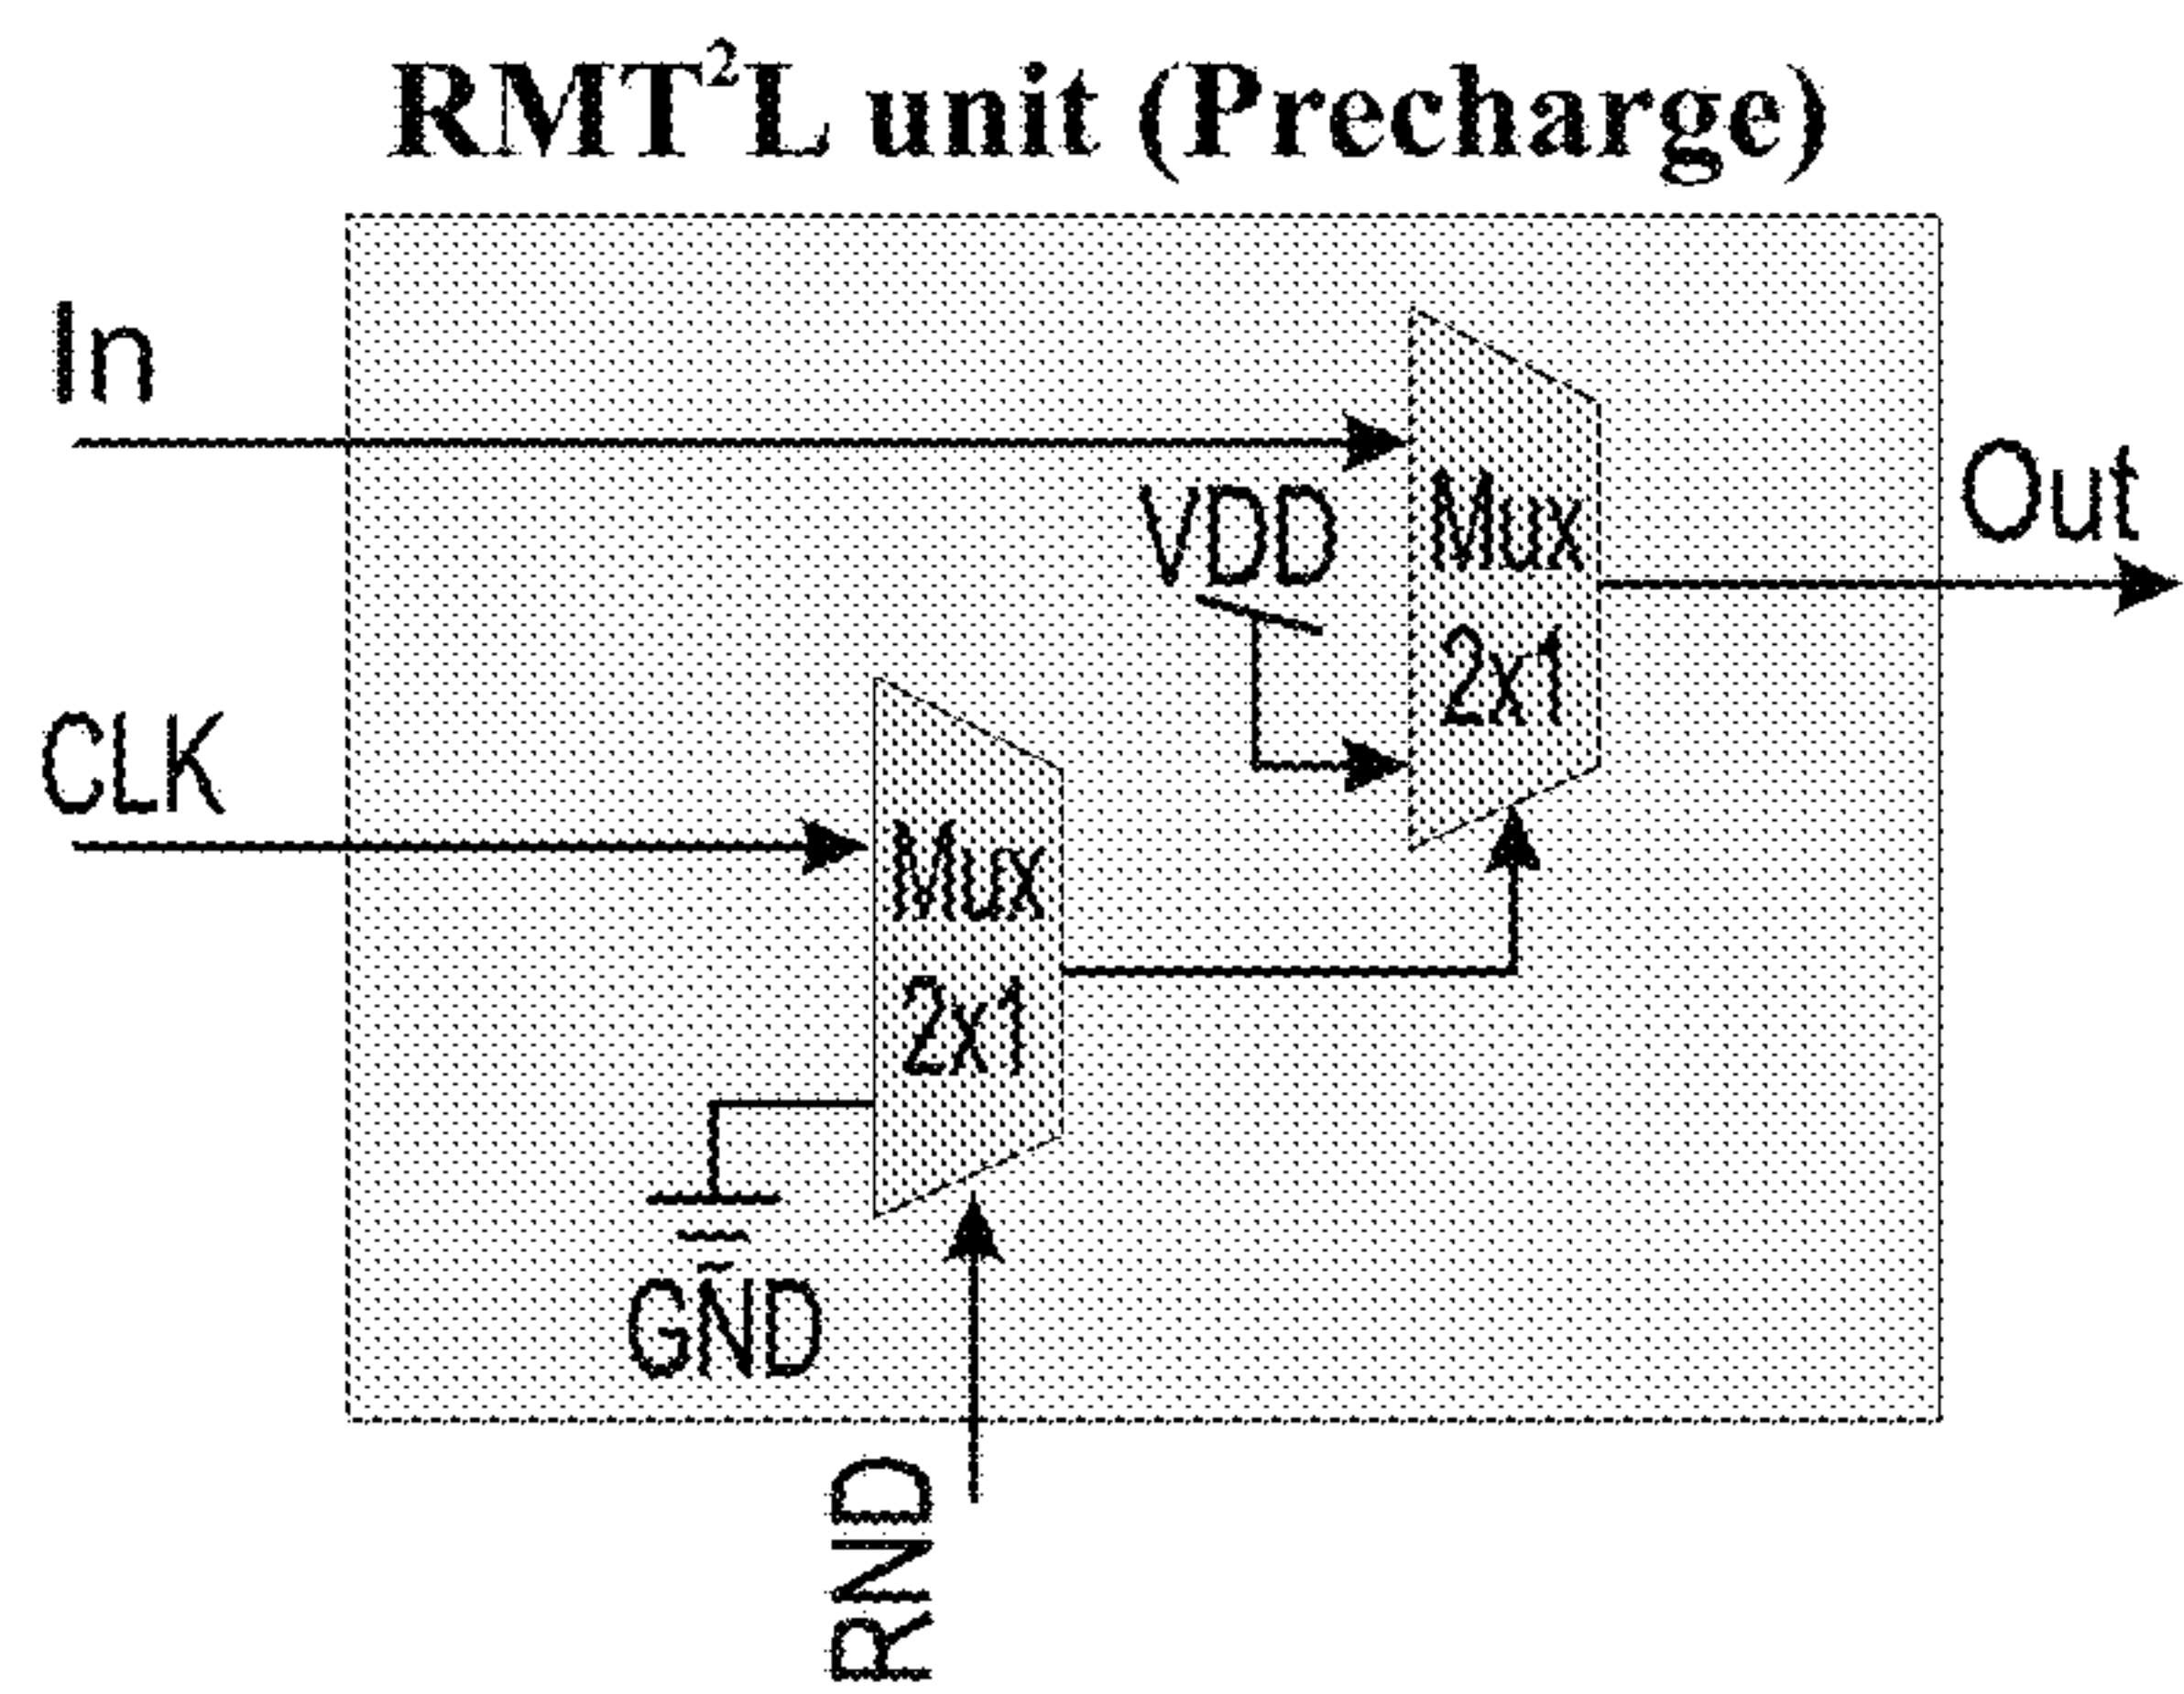 RMT²L unit (Precharge)
In
VDD
Mux
2x1
Out
CLK
Mux
2x1
GND
RND